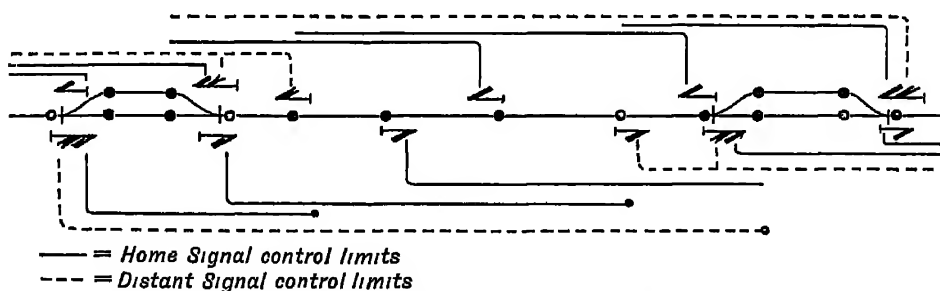 = Home Signal control limits
= Distant Signal control limits